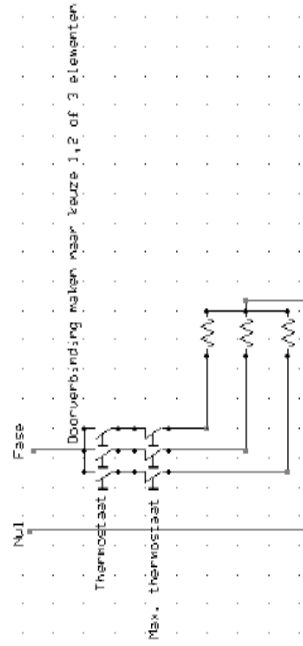 Doorverbinding maken naar keuze 1,2 of 3 elementen
Fase
Nul
Thermostaat
Max. thermostaat